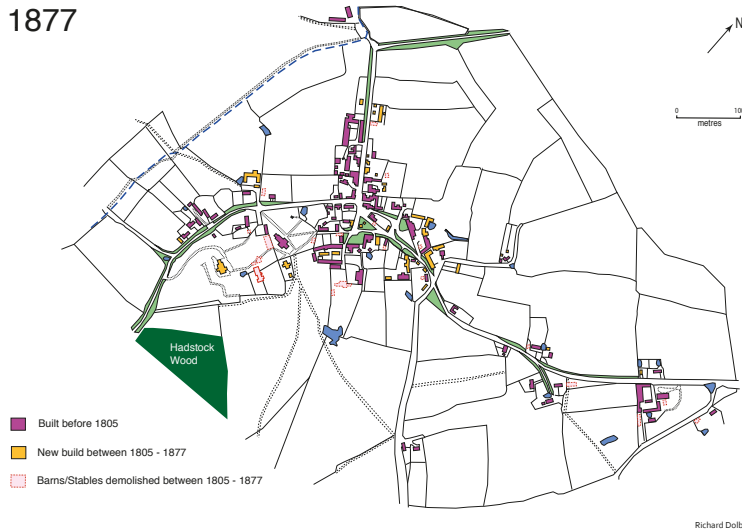 1877
N
0
metres
Hadstock
Wood
Built before 1805
New build between 1805 - 1877
Barns/Stables demolished between 1805 - 1877
Richard